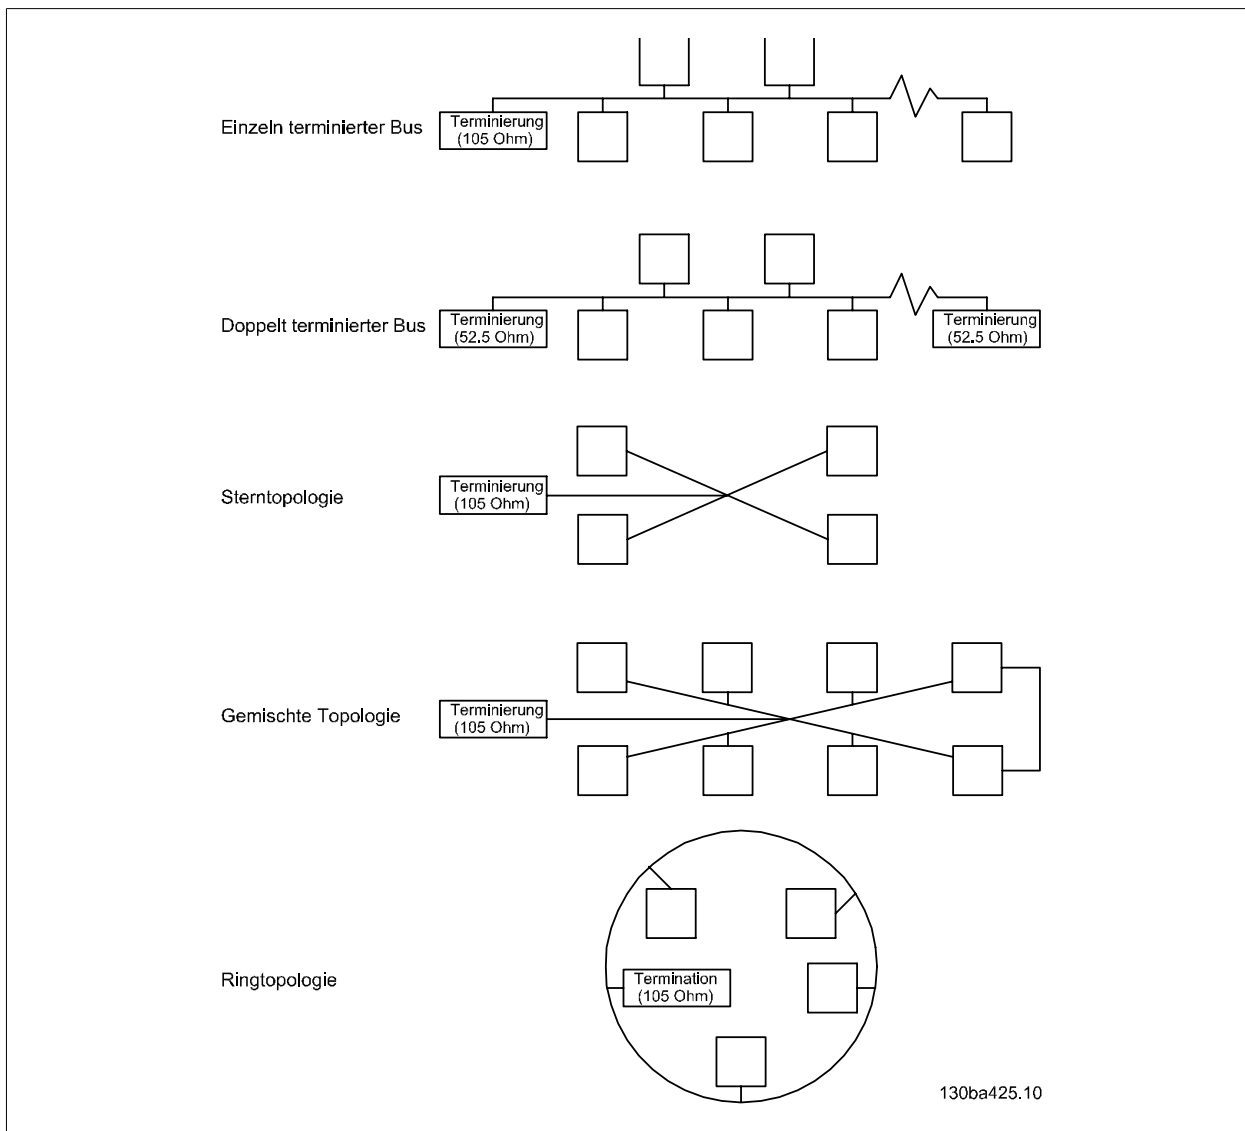 Einzeln terminierter Bus
Terminierung
(105 Ohm)
Doppelt terminierter Bus
Terminierung
(52.5 Ohm)
Terminierung
(52.5 Ohm)
Sterntopologie
Terminierung
(105 Ohm)
Gemischte Topologie
Terminierung
(105 Ohm)
Ringtopologie
Termination
(105 Ohm)
130ba425.10